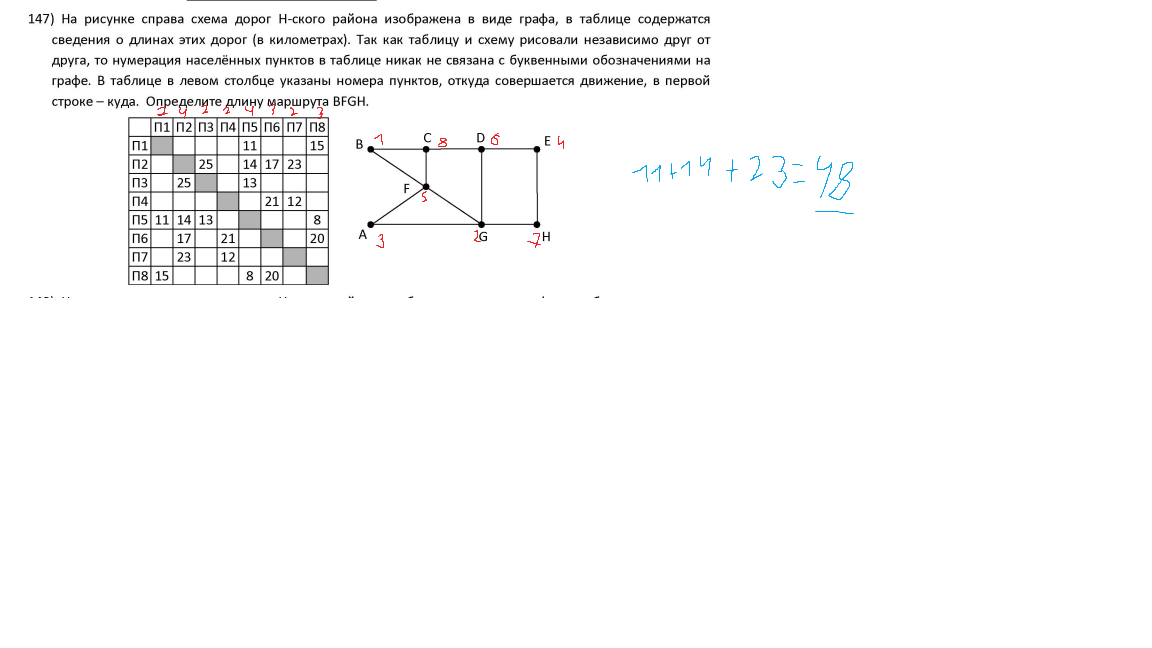 147) На рисунке справа схема дорог Н-ского района изображена в виде графа, в таблице содержатся
сведения о длинах этих дорог (в километрах). Так как таблицу и схему рисовали независимо друг от
друга, то нумерация населённых пунктов в таблице никак не связана с буквенными обозначениями на
графе. В таблице в левом столбце указаны номера пунктов, откуда совершается движение, в первой
строке – куда. Определите длину маршрута BFGH.
2 4 2 2 4 3 2 3
П1 П2 П3 П4 П5 П6 П7 П8
П1 11 15
П2 25 14 17 23
П3 25 13
П4 21 12
П5 11 14 13 8
П6 17 21 20
П7 23 12
П8 15 8 20
B 1 C 8 D 6 E 4
F
5
A 3 2 G 7 H
11+14+23=48